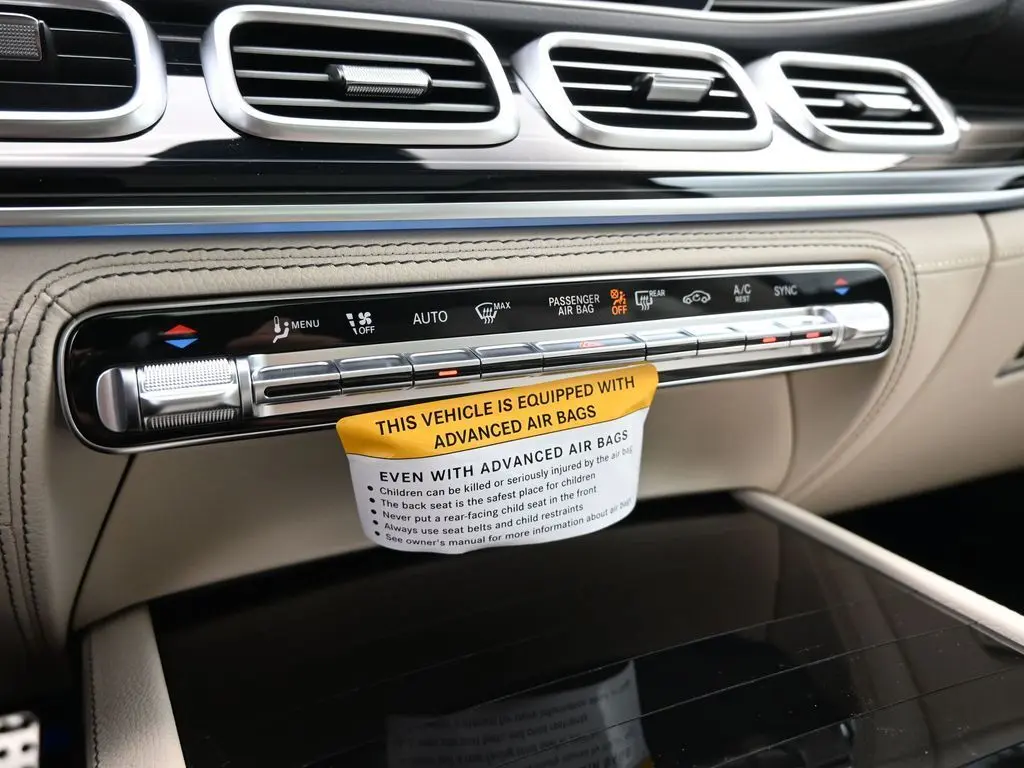 MENU
OFF
AUTO
MAX
PASSENGER
AIR BAG
OFF
REAR
A/C
REST
SYNC
THIS VEHICLE IS EQUIPPED WITH
ADVANCED AIR BAGS
EVEN WITH ADVANCED AIR BAGS
• Children can be killed or seriously injured by the air bag
• The back seat is the safest place for children
• Never put a rear-facing child seat in the front
• Always use seat belts and child restraints
• See owner's manual for more information about air bags